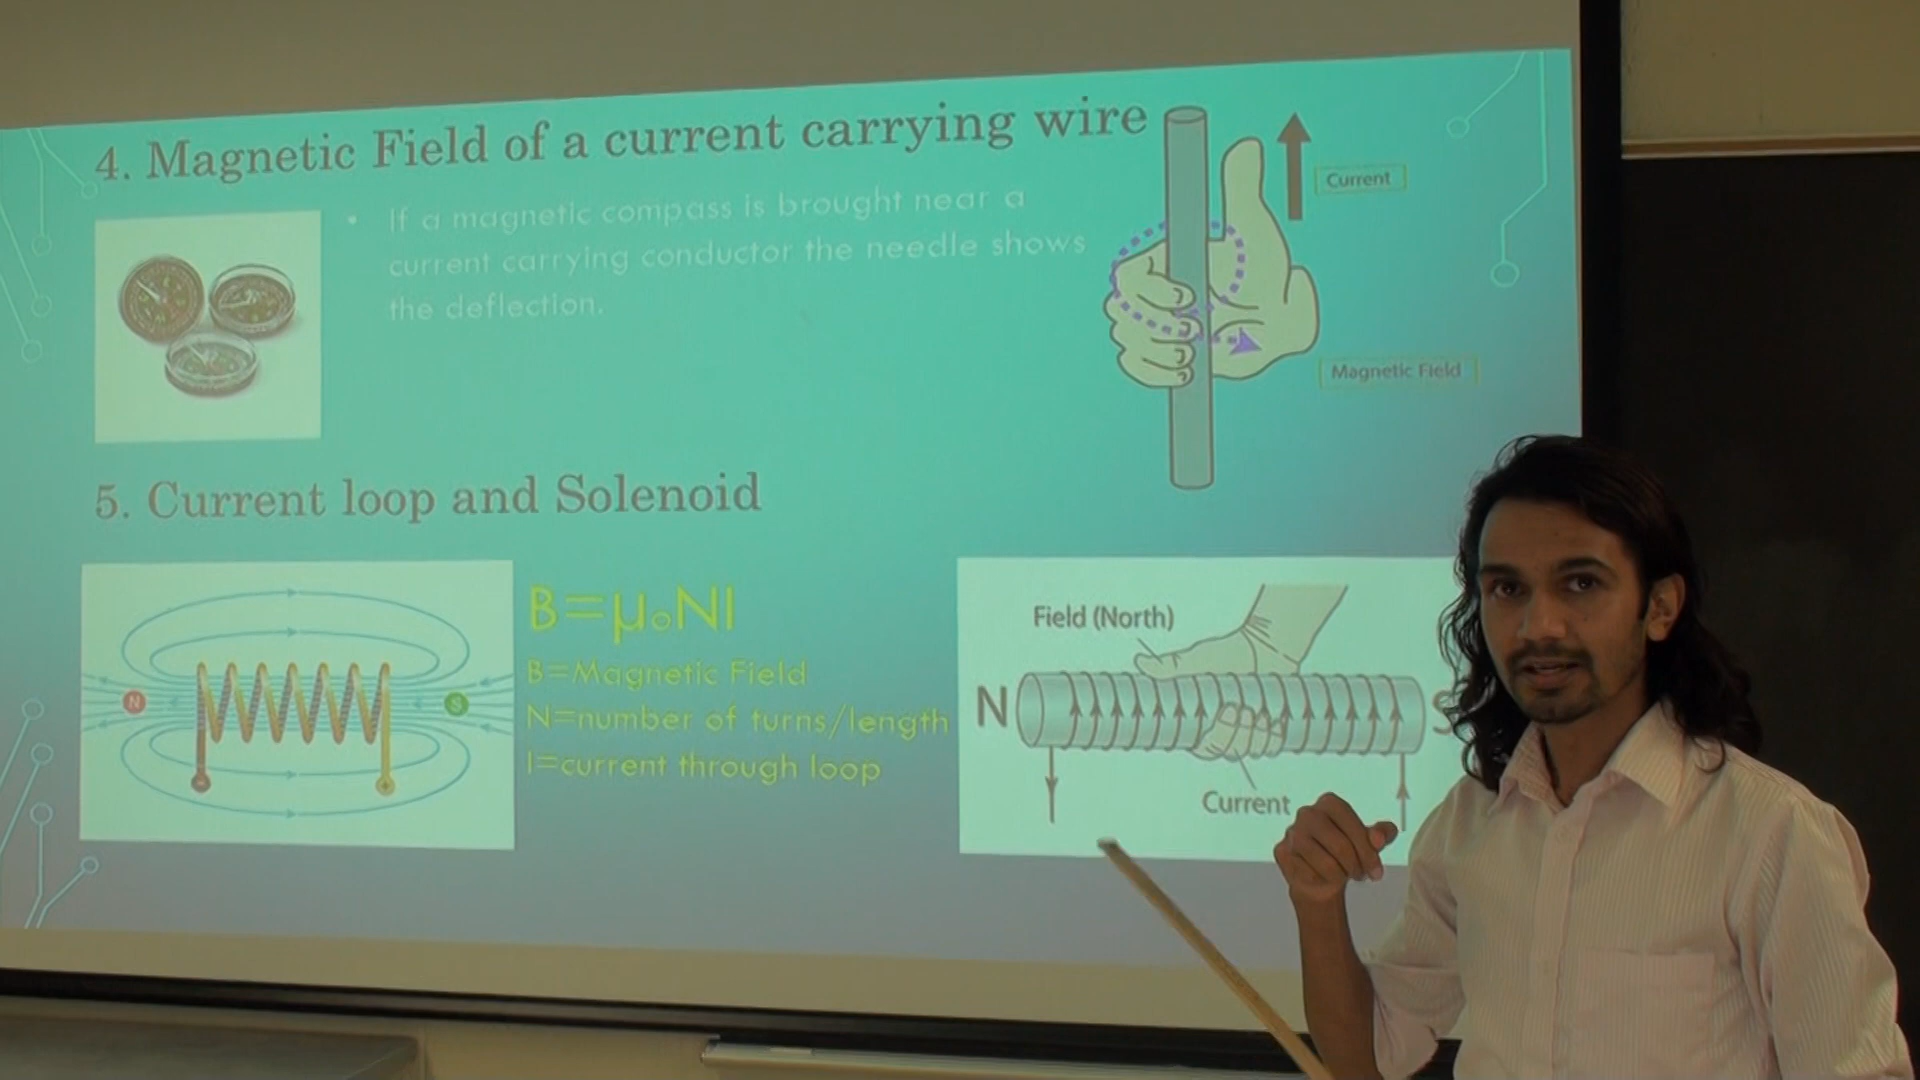 4. Magnetic Field of a current carrying wire
• If a magnetic compass is brought near a
current carrying conductor the needle shows
the deflection.
Current
Magnetic Field
5. Current loop and Solenoid
N
S
B=μ₀NI
B=Magnetic Field
N=number of turns/length
I=current through loop
Field (North)
N
S
Current